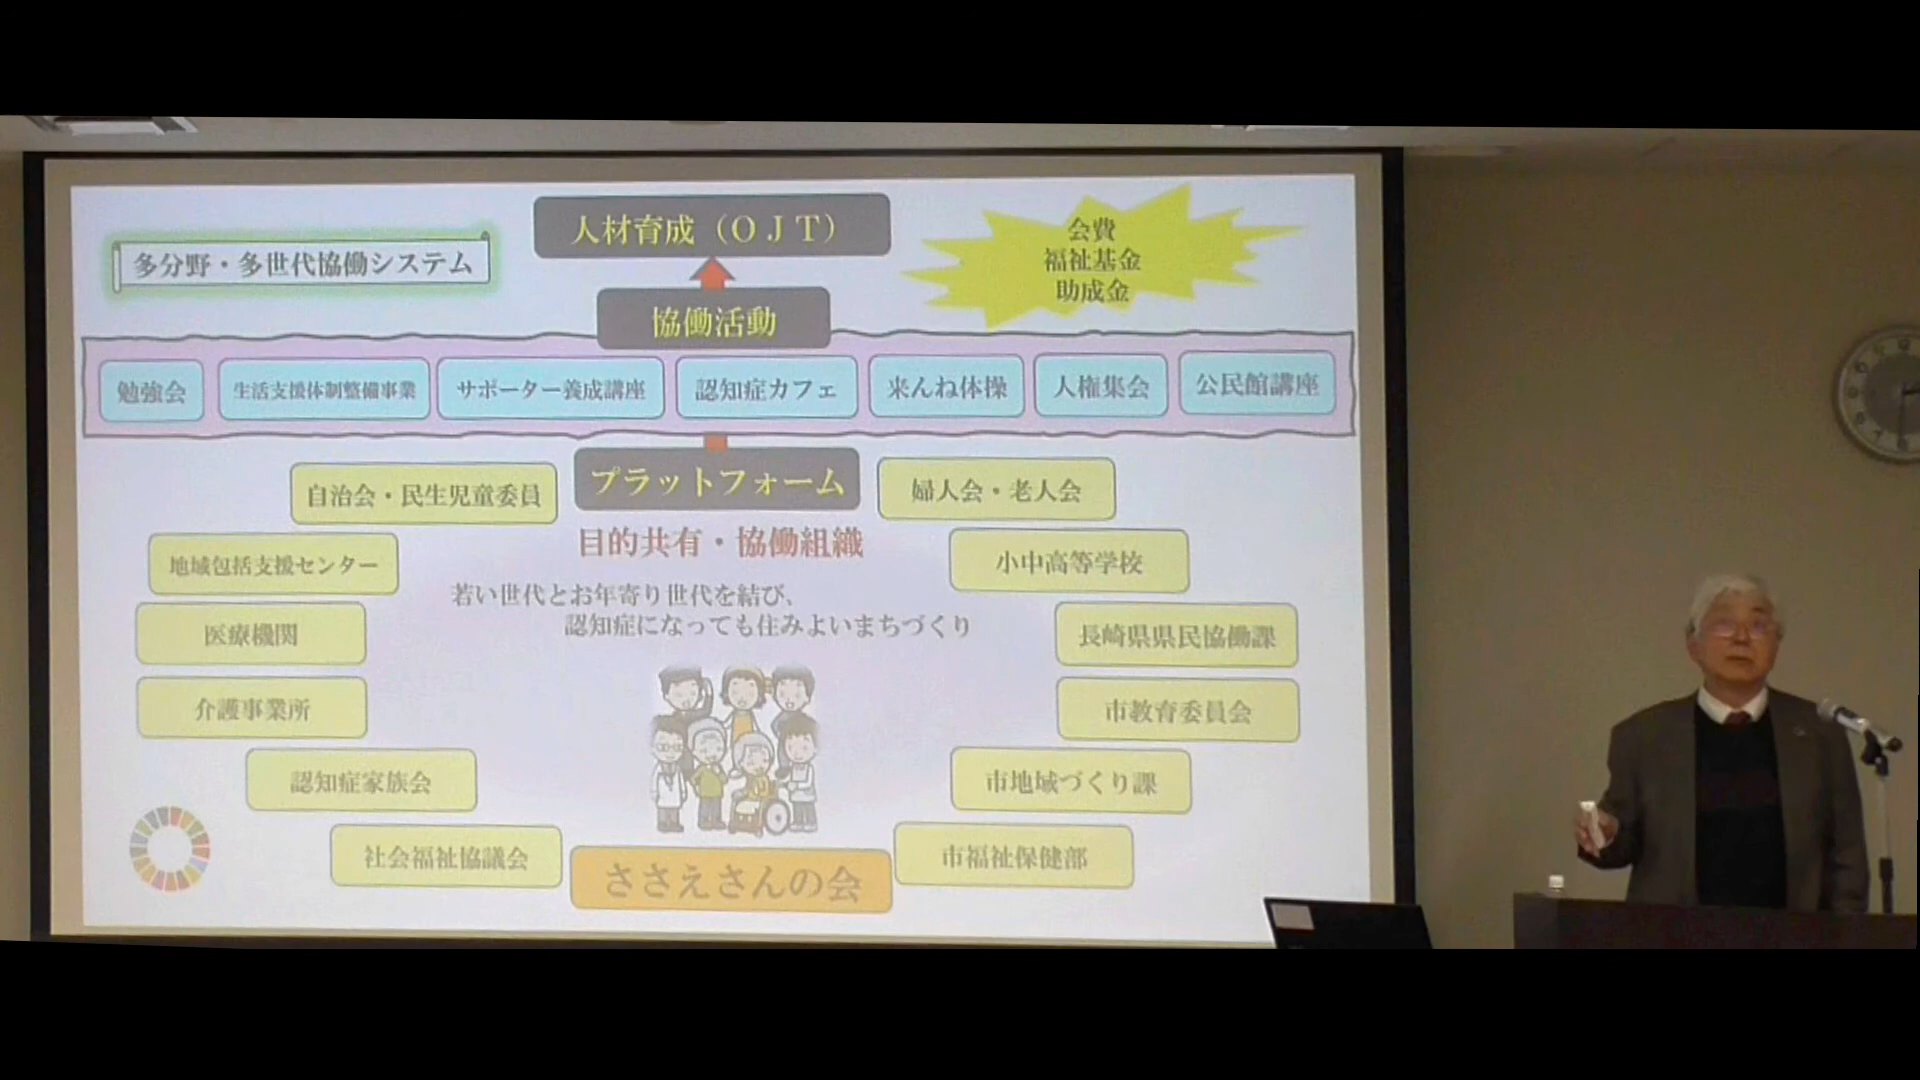 人材育成（ＯＪＴ）
多分野・多世代協働システム
会費
福祉基金
助成金
協働活動
勉強会
生活支援体制整備事業
サポーター養成講座
認知症カフェ
来んね体操
人権集会
公民館講座
プラットフォーム
自治会・民生児童委員
婦人会・老人会
目的共有・協働組織
地域包括支援センター
小中高等学校
若い世代とお年寄り世代を結び、
認知症になっても住みよいまちづくり
医療機関
長崎県県民協働課
介護事業所
市教育委員会
認知症家族会
市地域づくり課
社会福祉協議会
ささえさんの会
市福祉保健部